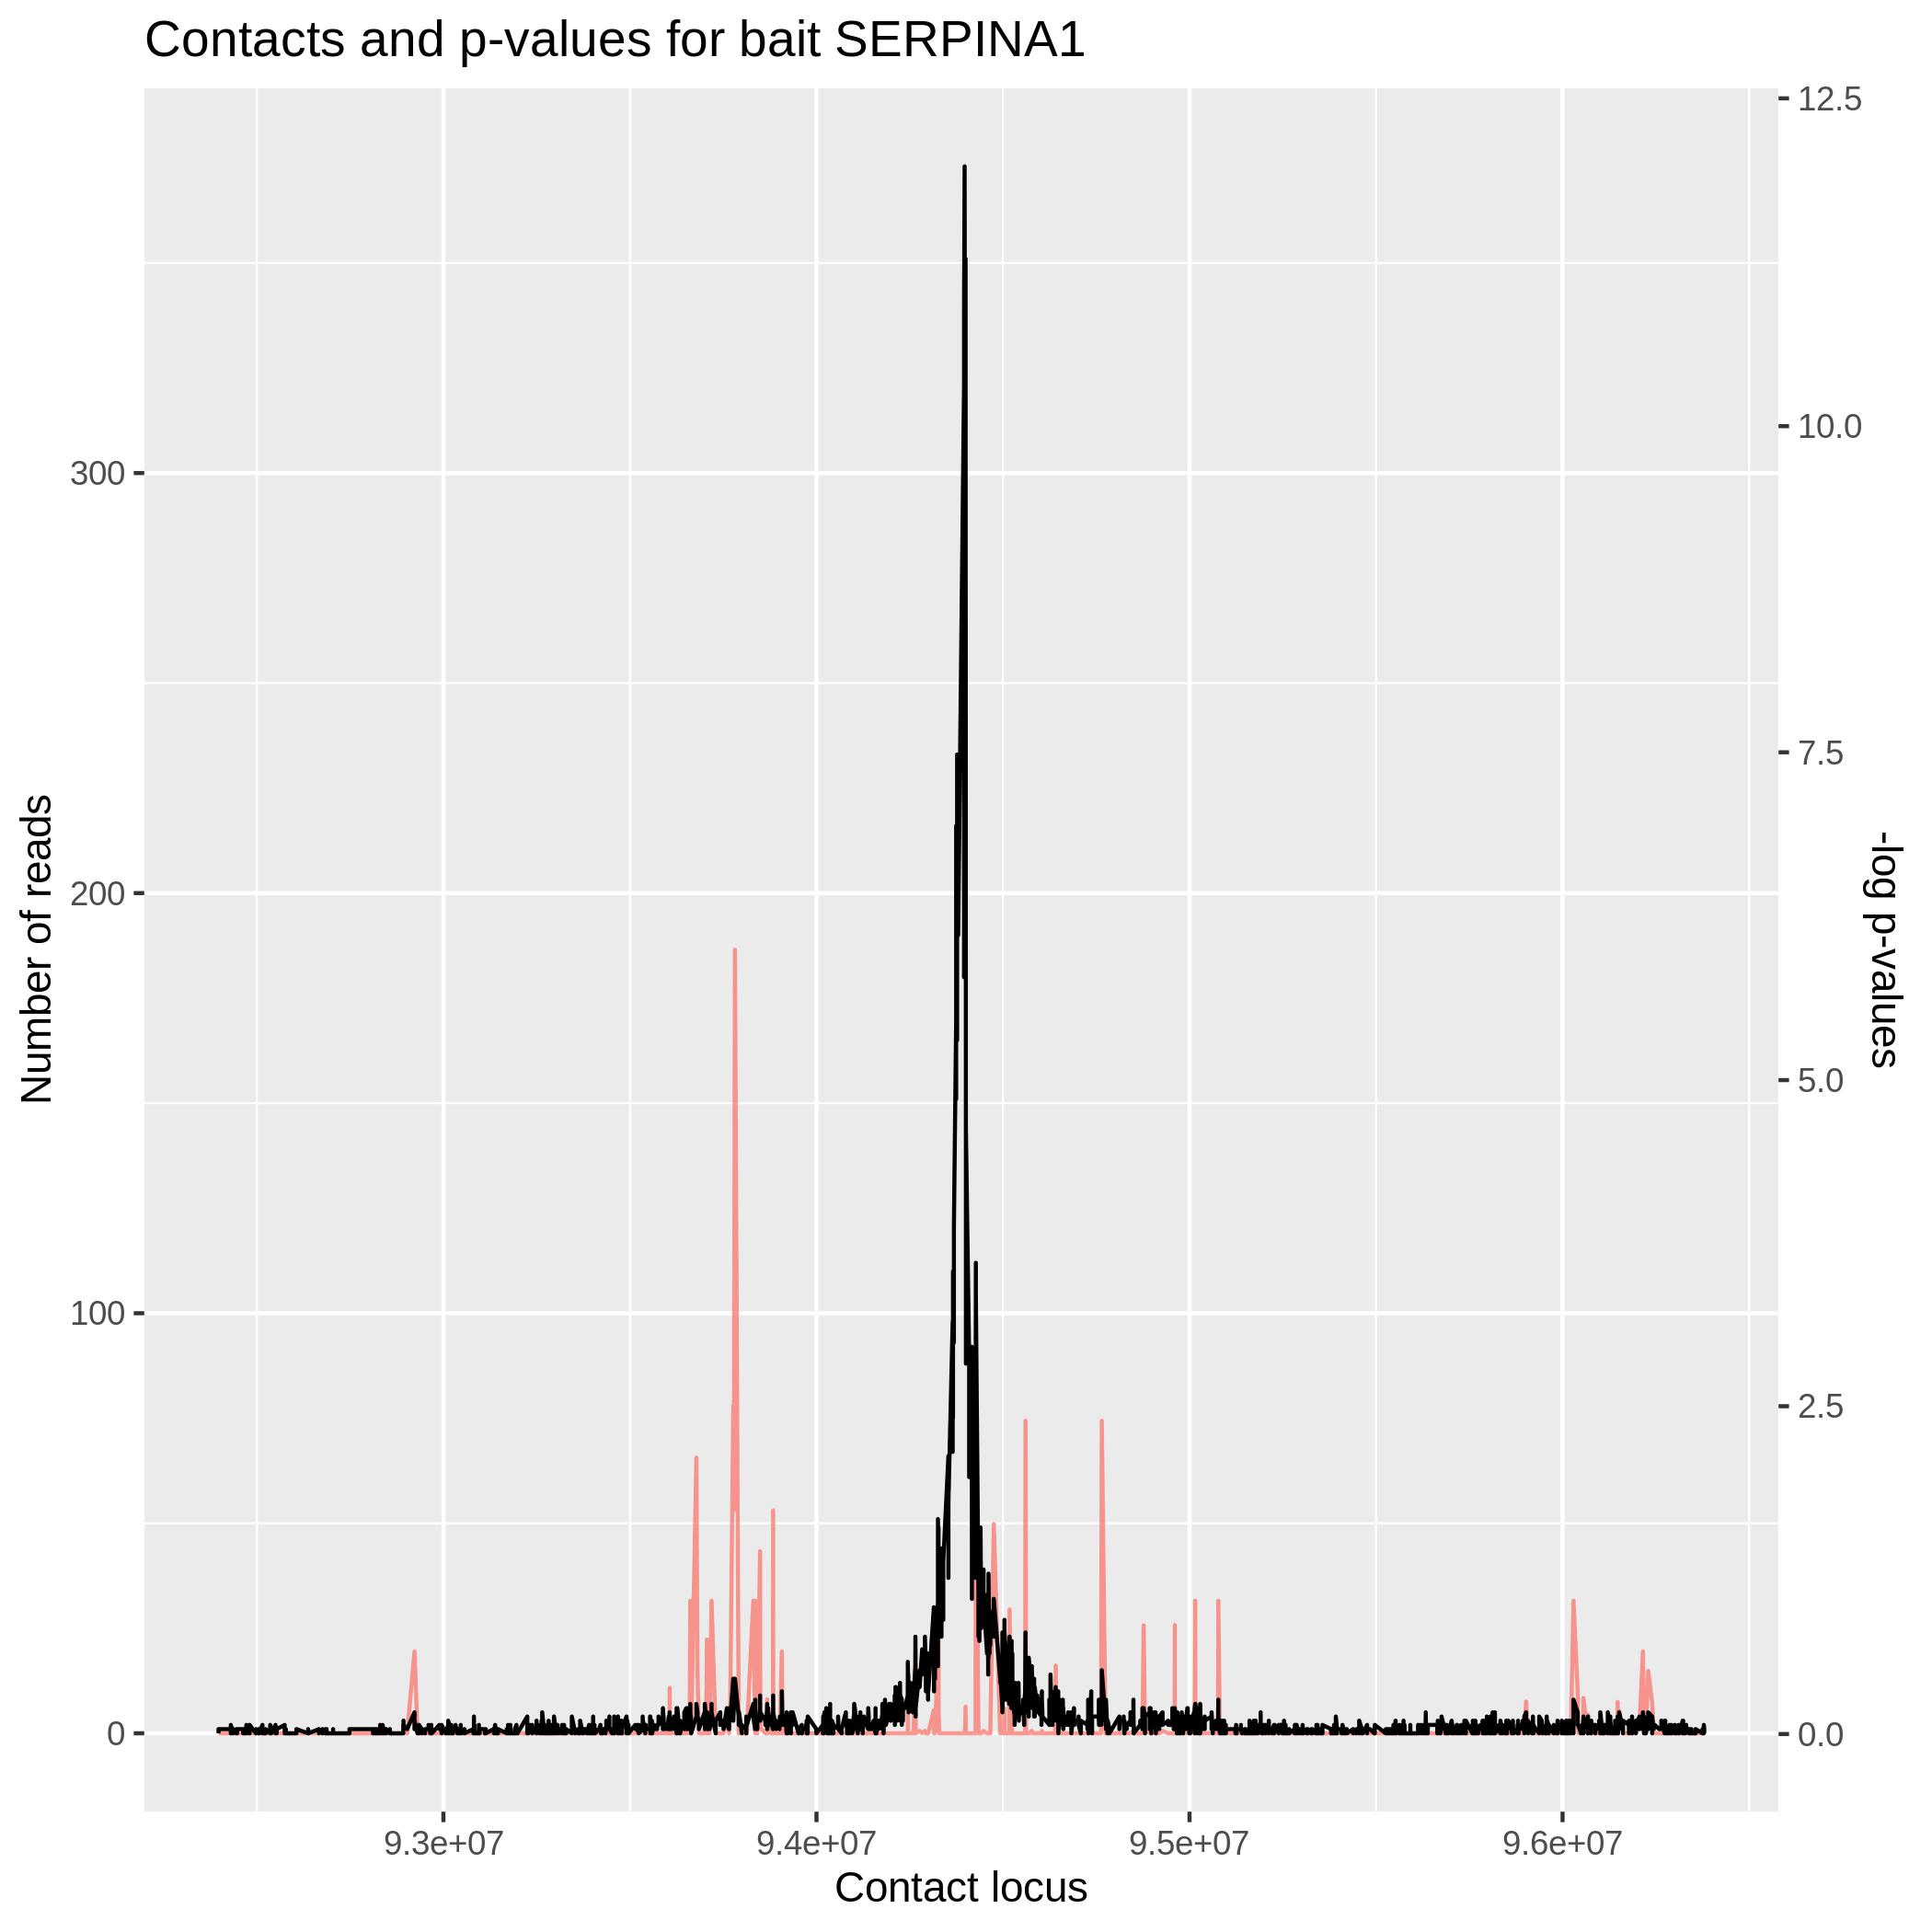 Contacts and p-values for bait SERPINA1
Number of reads
300
200
100
0
12.5
10.0
7.5
5.0
2.5
0.0
-log p-values
9.3e+07
9.4e+07
9.5e+07
9.6e+07
Contact locus